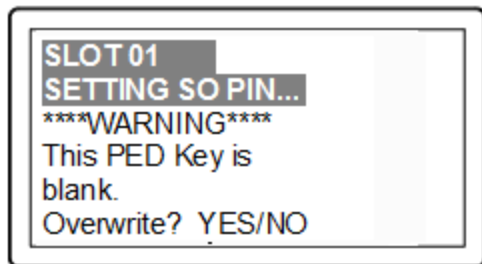 SLOT 01
SETTING SO PIN...
****WARNING****
This PED Key is
blank.
Overwrite? YES/NO